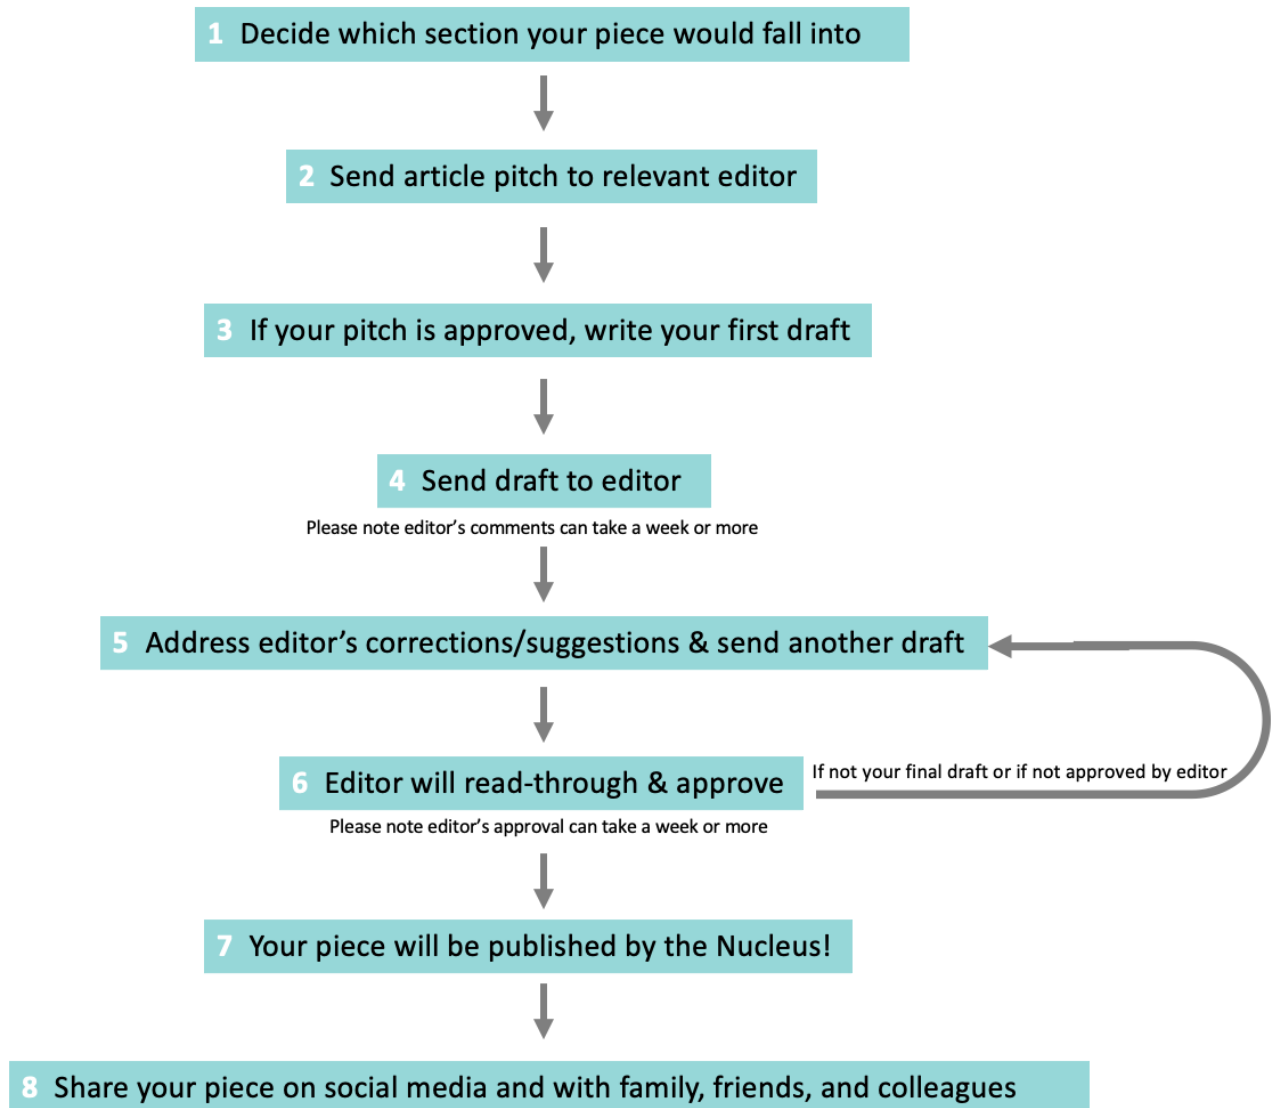 1 Decide which section your piece would fall into
2 Send article pitch to relevant editor
3 If your pitch is approved, write your first draft
4 Send draft to editor
Please note editor’s comments can take a week or more
5 Address editor’s corrections/suggestions & send another draft
6 Editor will read-through & approve
If not your final draft or if not approved by editor
Please note editor’s approval can take a week or more
7 Your piece will be published by the Nucleus!
8 Share your piece on social media and with family, friends, and colleagues